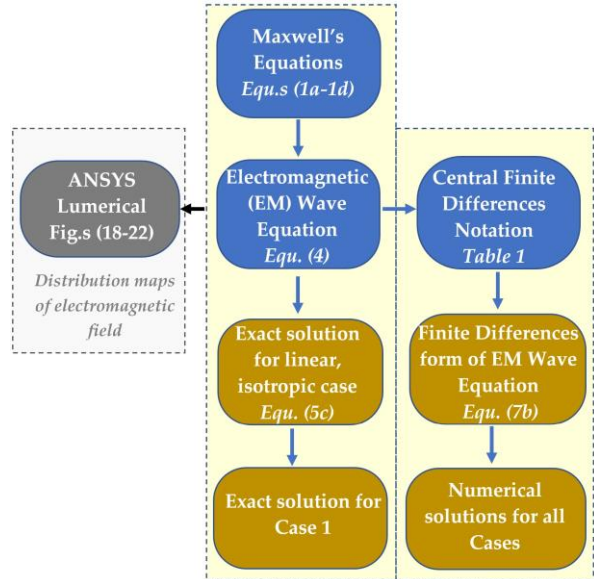 Maxwell's
Equations
Equ.s (1a-1d)
ANSYS
Lumerical
Fig.s (18-22)
Distribution maps
of electromagnetic
field
Electromagnetic
(EM) Wave
Equation
Equ. (4)
Central Finite
Differences
Notation
Table 1
Exact solution
for linear,
isotropic case
Equ. (5c)
Finite Differences
form of EM Wave
Equation
Equ. (7b)
Exact solution for
Case 1
Numerical
solutions for all
Cases